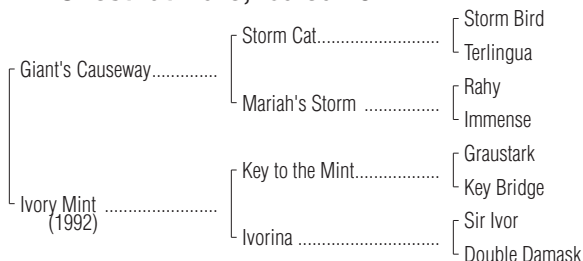 Storm Bird
Storm Cat..............................
Terlingua
Giant's Causeway.............
Rahy
Mariah's Storm ..................
Immense
Graustark
Key to the Mint....................
Key Bridge
Ivory Mint ......................
(1992)
Sir Ivor
Ivorina ..................................
Double Damask